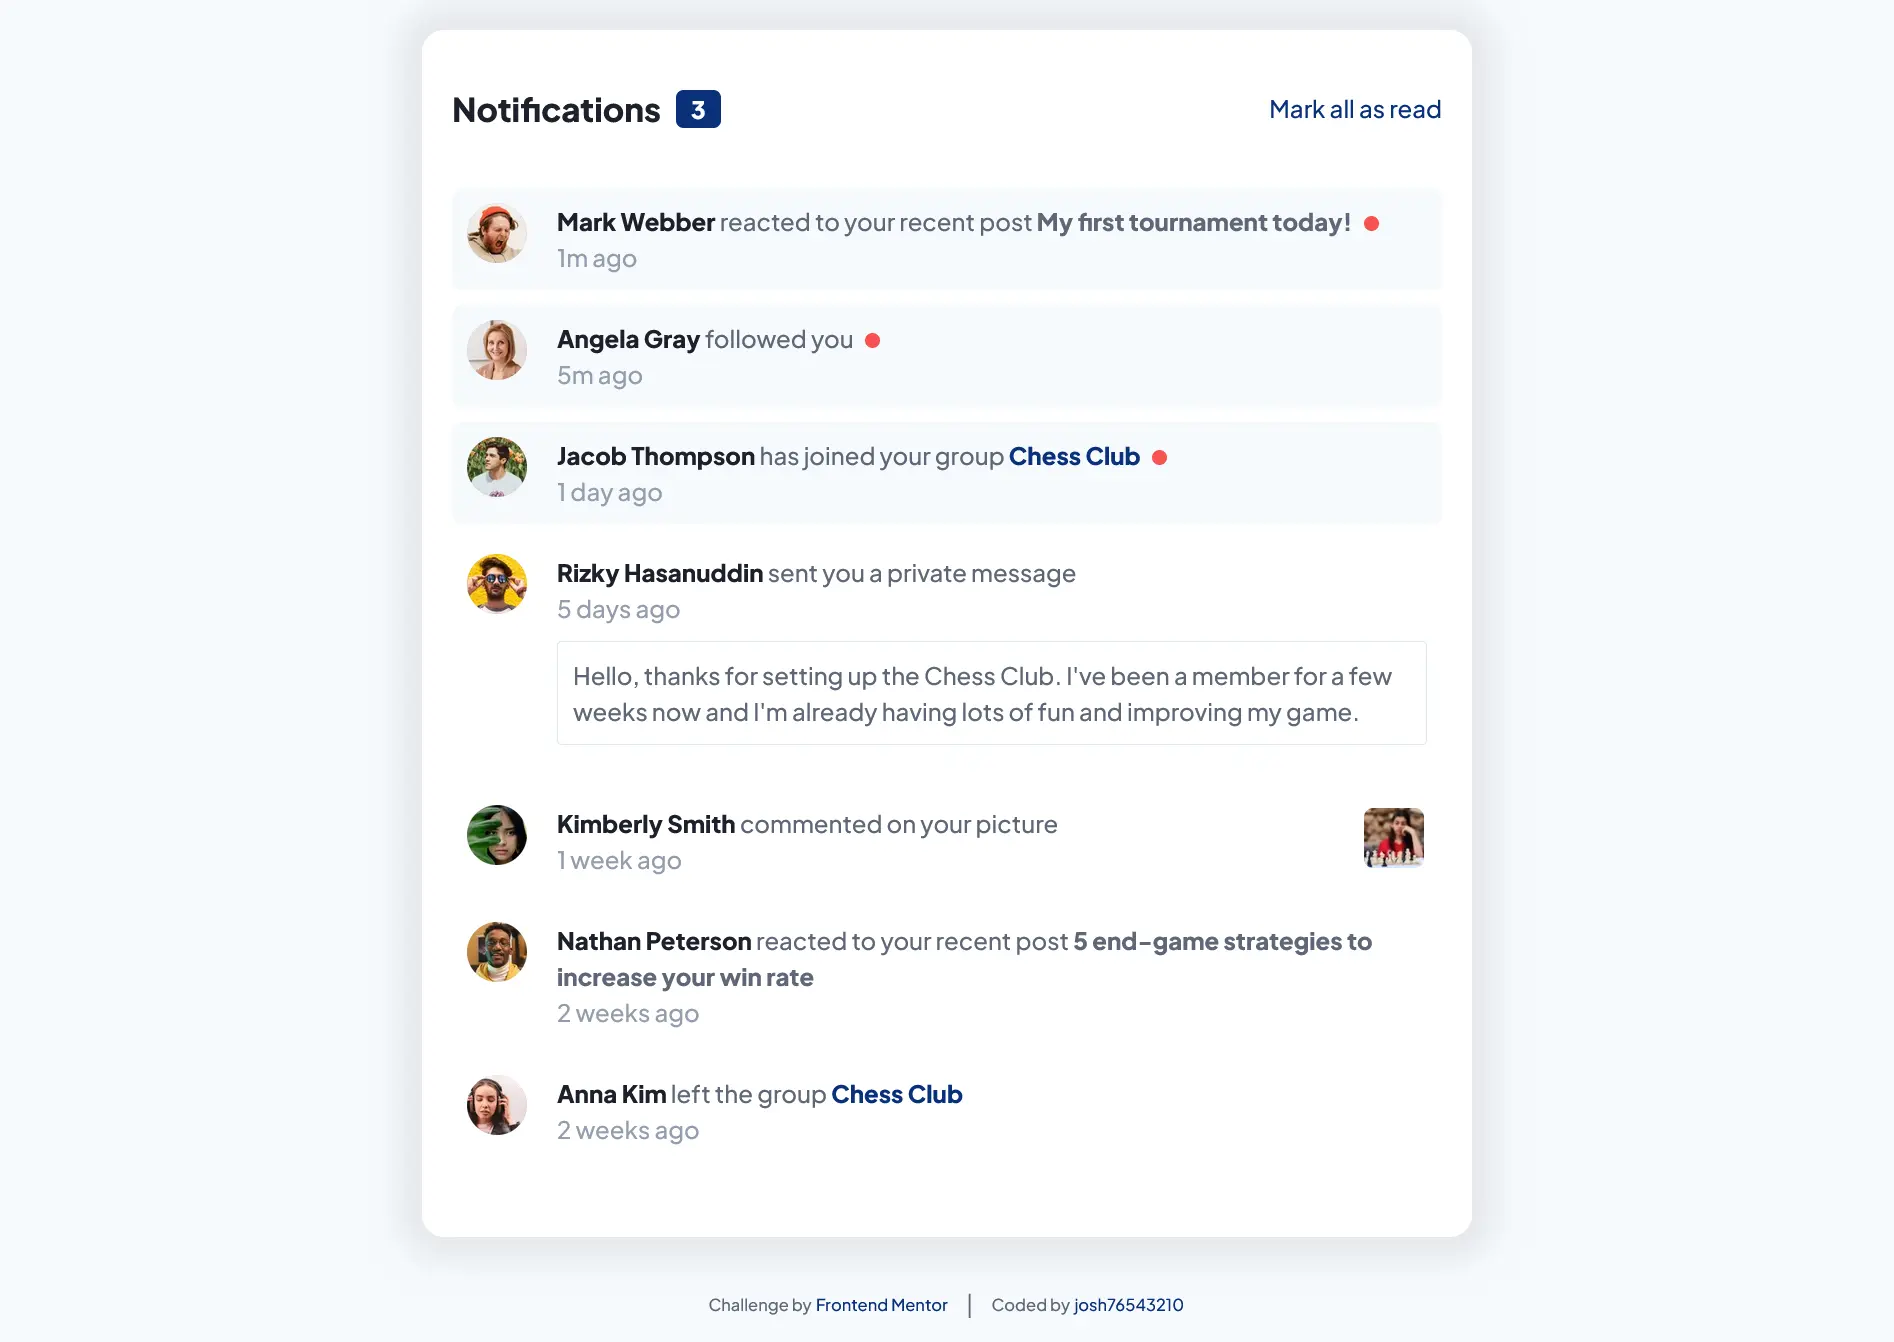 Notifications 3
Mark all as read
Mark Webber reacted to your recent post My first tournament today!
1m ago
Angela Gray followed you
5m ago
Jacob Thompson has joined your group Chess Club
1 day ago
Rizky Hasanuddin sent you a private message
5 days ago
Hello, thanks for setting up the Chess Club. I've been a member for a few
weeks now and I'm already having lots of fun and improving my game.
Kimberly Smith commented on your picture
1 week ago
Nathan Peterson reacted to your recent post 5 end-game strategies to
increase your win rate
2 weeks ago
Anna Kim left the group Chess Club
2 weeks ago
Challenge by Frontend Mentor | Coded by josh76543210